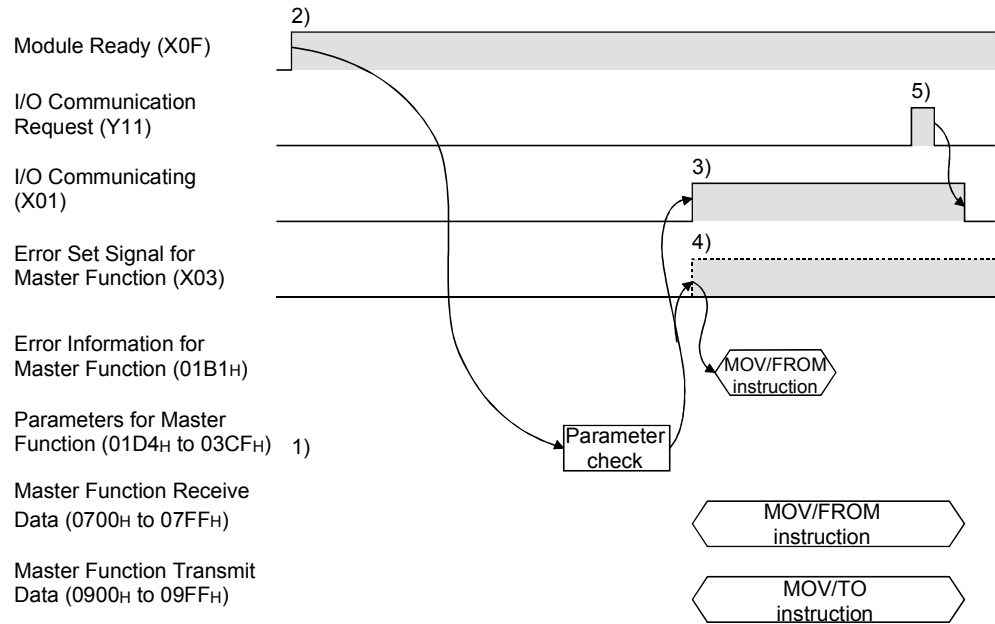 2)
Module Ready (X0F)
I/O Communication
Request (Y11)
5)
I/O Communicating
(X01)
3)
Error Set Signal for
Master Function (X03)
4)
Error Information for
Master Function (01B1H)
MOV/FROM
instruction
Parameters for Master
Function (01D4H to 03CFH)
1)
Parameter
check
Master Function Receive
Data (0700H to 07FFH)
MOV/FROM
instruction
Master Function Transmit
Data (0900H to 09FFH)
MOV/TO
instruction